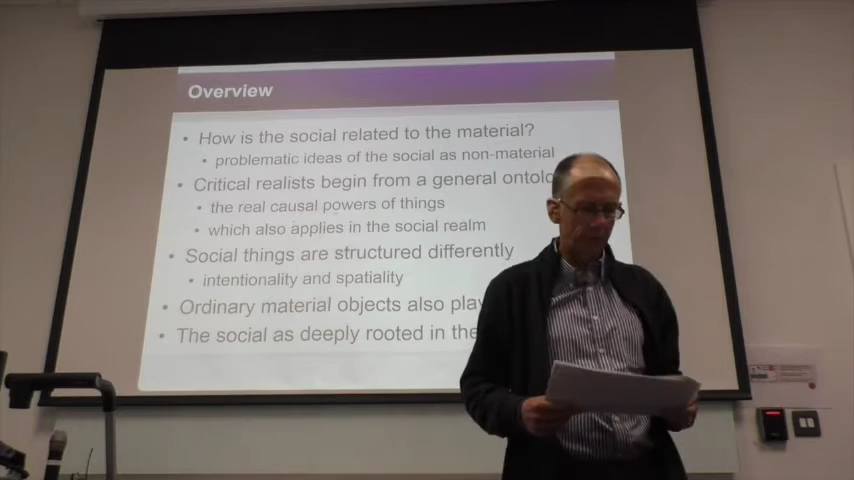 Overview
• How is the social related to the material?
• problematic ideas of the social as non-material
• Critical realists begin from a general
• the real causal powers of things
• which also applies in the social realm
• Social things are structured differently
• intentionality and spatiality
• Ordinary material objects also
• The social as deeply rooted in the